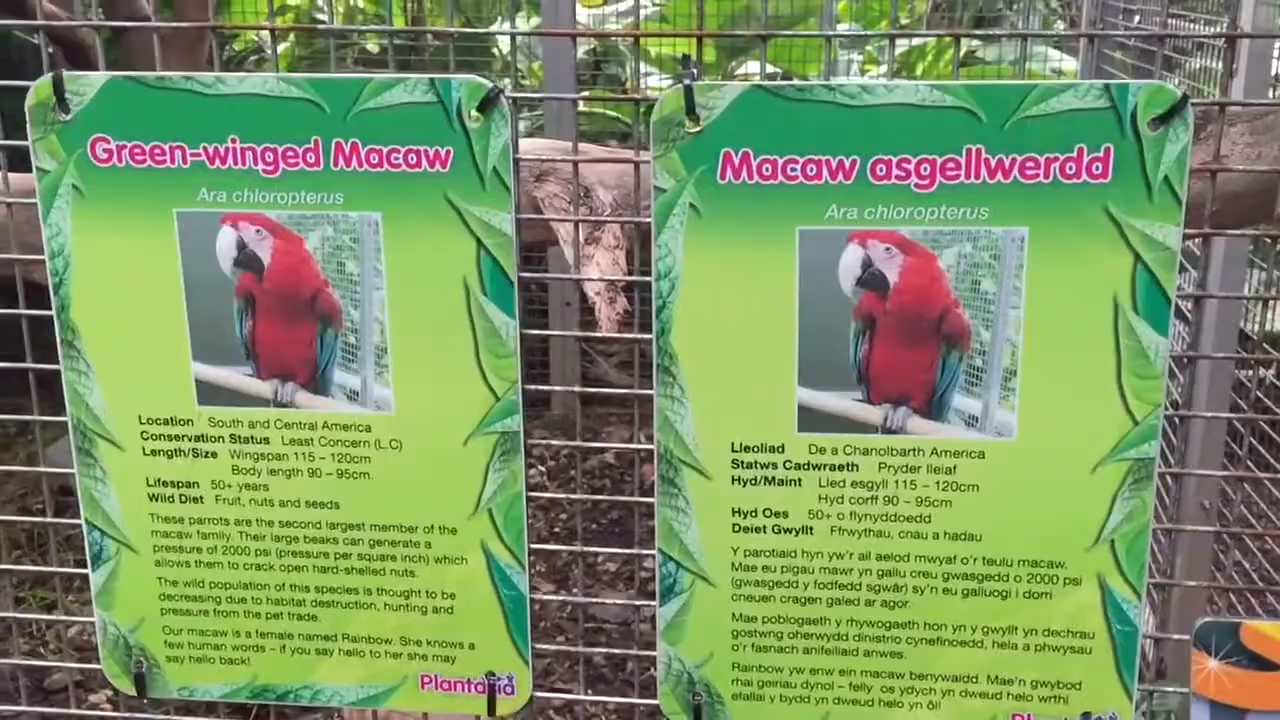 Green-winged Macaw
Ara chloropterus
Location South and Central America
Conservation Status Least Concern (L.C)
Length/Size Wingspan 115 – 120cm
Body length 90 – 95cm.
Lifespan 50+ years
Wild Diet Fruit, nuts and seeds
These parrots are the second largest member of the
macaw family. Their large beaks can generate a
pressure of 2000 psi (pressure per square inch) which
allows them to crack open hard-shelled nuts.
The wild population of this species is thought to be
decreasing due to habitat destruction, hunting and
pressure from the pet trade.
Our macaw is a female named Rainbow. She knows a
few human words – if you say hello to her she may
say hello back!
Plantasia
Macaw asgellwerdd
Ara chloropterus
Lleoliad De a Chanolbarth America
Statws Cadwraeth Pryder lleiaf
Hyd/Maint Lled esgyll 115 – 120cm
Hyd corff 90 – 95cm
Hyd Oes 50+ o flynyddoedd
Deiet Gwyllt Ffrwythau, cnau a hadau
Y parotiaid hyn yw'r ail aelod mwyaf o'r teulu macaw.
Mae eu pigau mawr yn gallu creu gwasgedd o 2000 psi
(gwasgedd y fodfedd sgwâr) sy'n eu galluogi i dorri
cneuen cragen galed ar agor.
Mae poblogaeth y rhywogaeth hon yn y gwyllt yn dechrau
gostwng oherwydd dinistrio cynefinoedd, hela a phwysau
o'r fasnach anifeiliaid anwes.
Rainbow yw enw ein macaw benywaidd. Mae'n gwybod
rhai geiriau dynol – felly os ydych yn dweud helo wrthi
efallai y bydd yn dweud helo yn ôl!